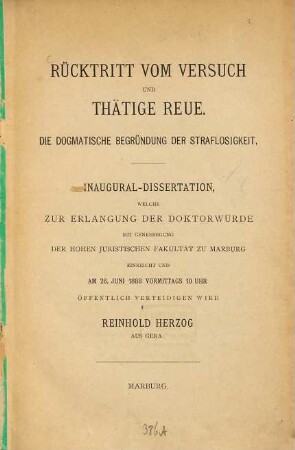 RÜCKTRITT VOM VERSUCH
UND
THÄTIGE REUE.
DIE DOGMATISCHE BEGRÜNDUNG DER STRAFLOSIGKEIT,
INAUGURAL-DISSERTATION,
WELCHE
ZUR ERLANGUNG DER DOKTORWÜRDE
MIT GENEHMIGUNG
DER HOHEN JURISTISCHEN FAKULTÄT ZU MARBURG
EINREICHT UND
AM 26. JUNI 1888 VORMITTAGS 10 UHR
ÖFFENTLICH VERTEIDIGEN WIRD
REINHOLD HERZOG
AUS GERA.
MARBURG.